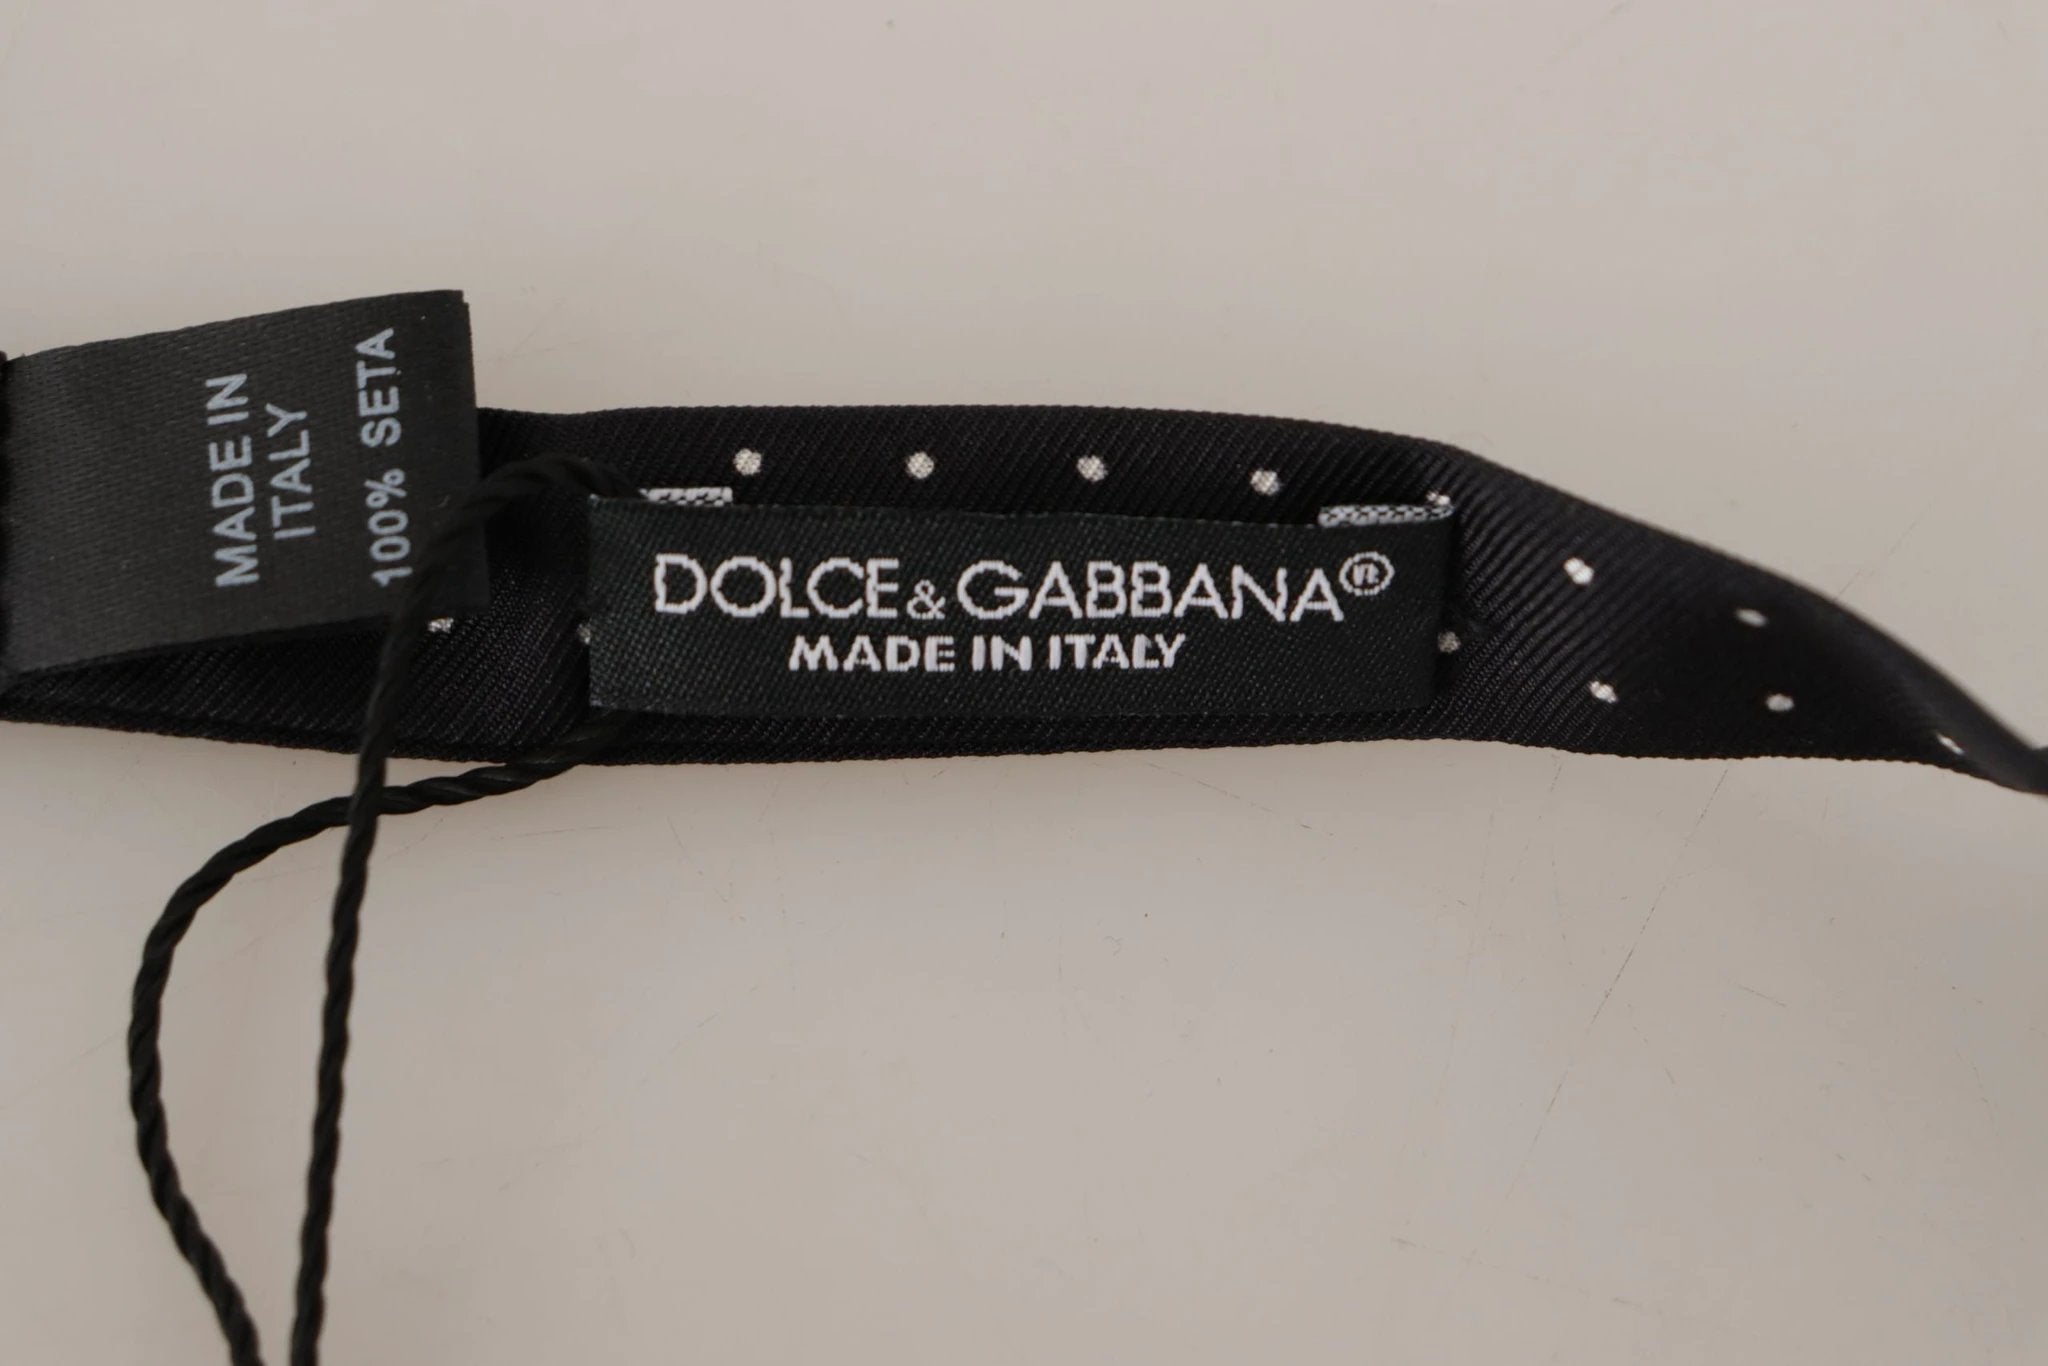 MADE IN
ITALY
100% SETA
DOLCE&GABBANA®
MADE IN ITALY